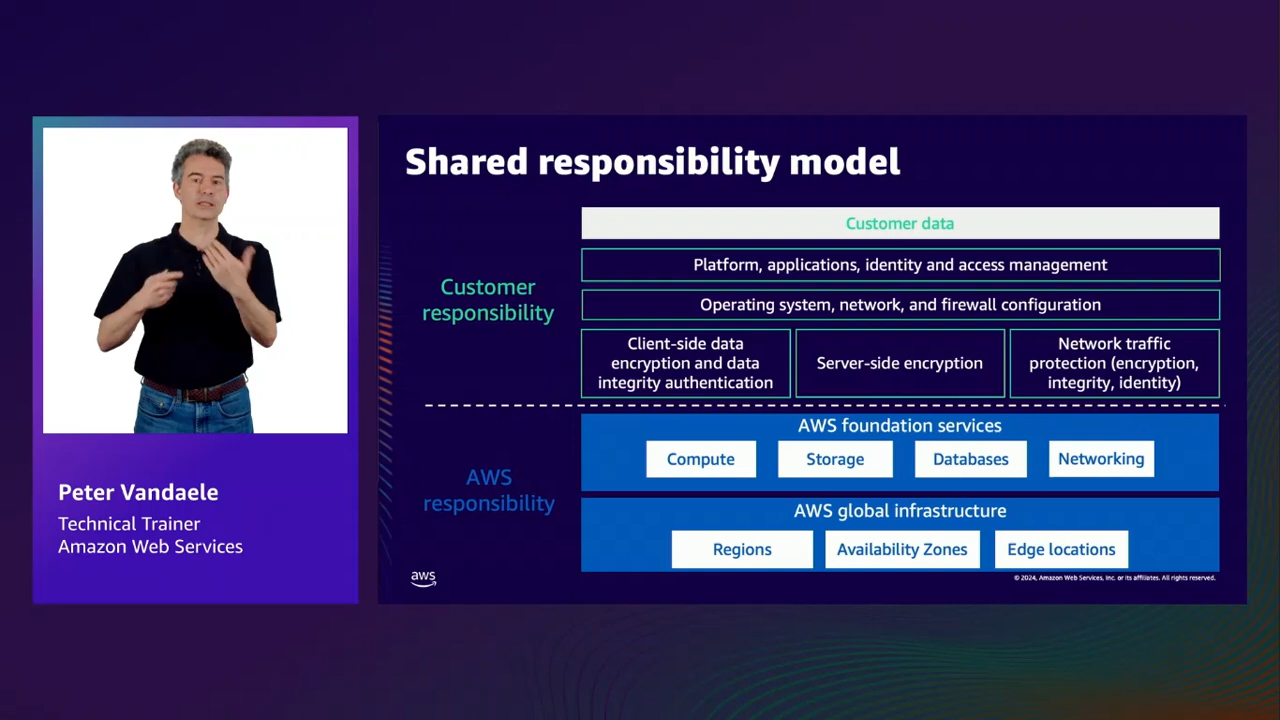 Peter Vandaele
Technical Trainer
Amazon Web Services
Shared responsibility model
Customer
responsibility
Customer data
Platform, applications, identity and access management
Operating system, network, and firewall configuration
Client-side data
encryption and data
integrity authentication
Server-side encryption
Network traffic
protection (encryption,
integrity, identity)
AWS
responsibility
AWS foundation services
Compute
Storage
Databases
Networking
AWS global infrastructure
Regions
Availability Zones
Edge locations
aws
© 2024, Amazon Web Services, Inc. or its affiliates. All rights reserved.